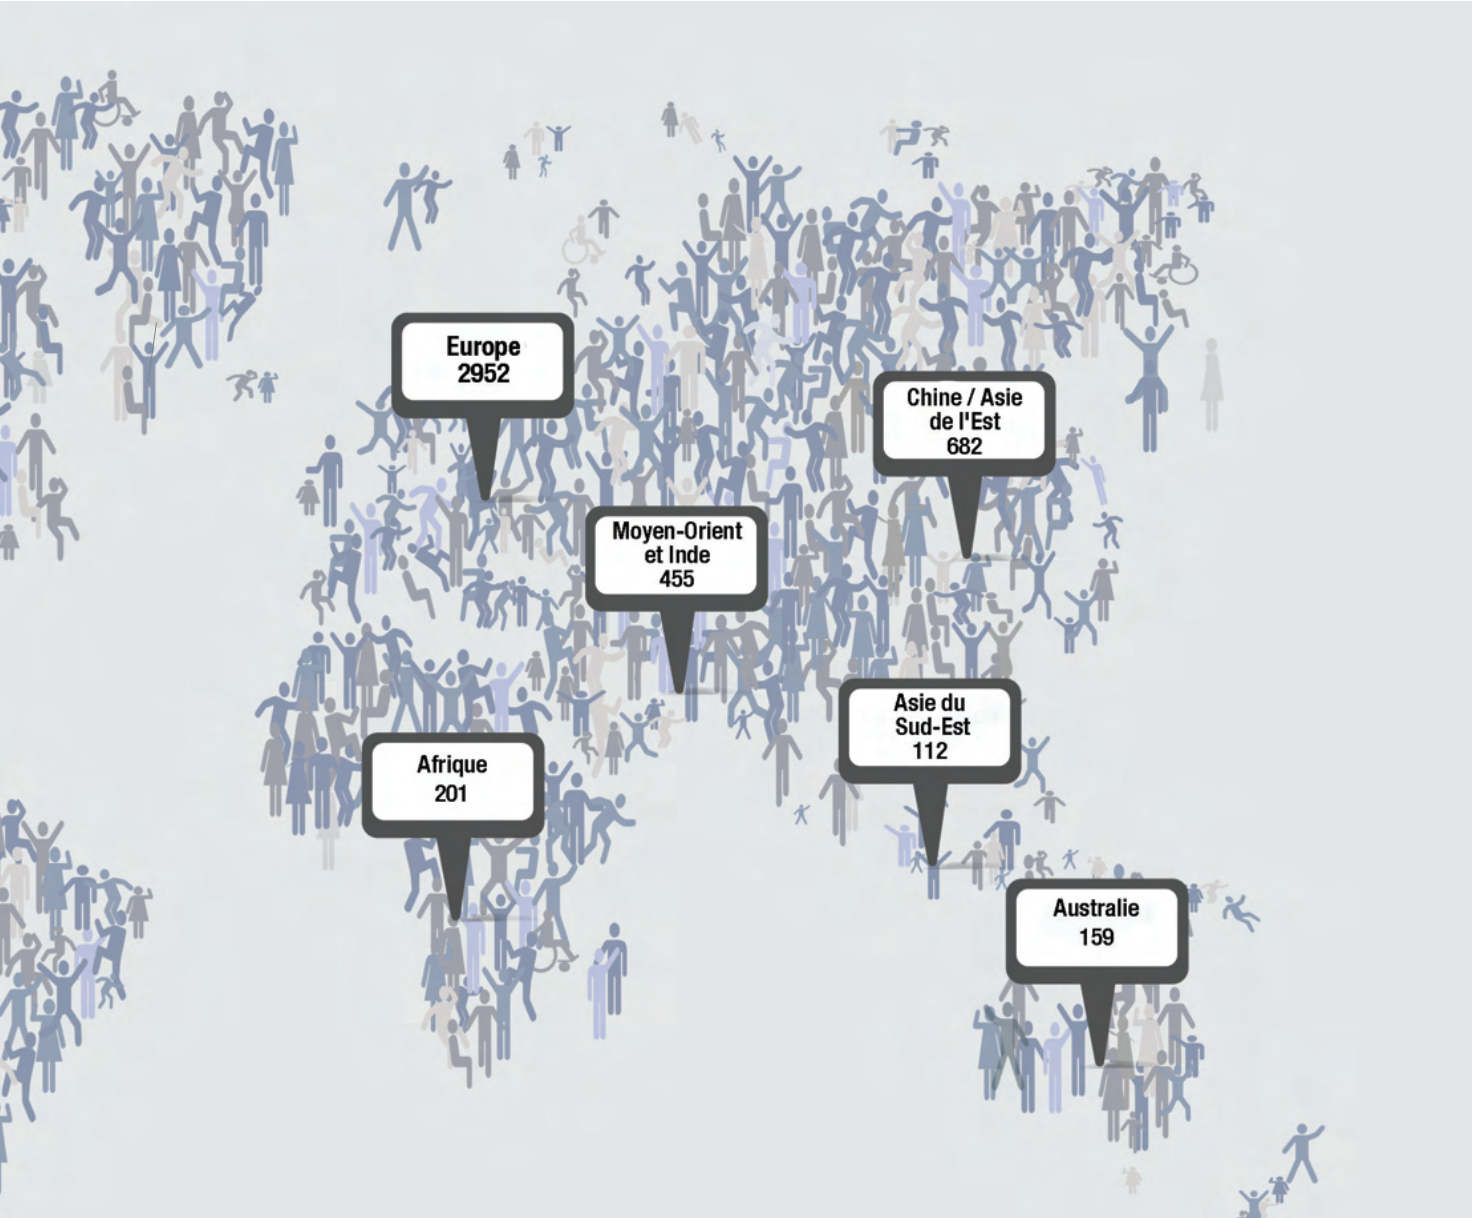 Europe
2952
Chine / Asie
de l'Est
682
Moyen-Orient
et Inde
455
Asie du
Sud-Est
112
Afrique
201
Australie
159